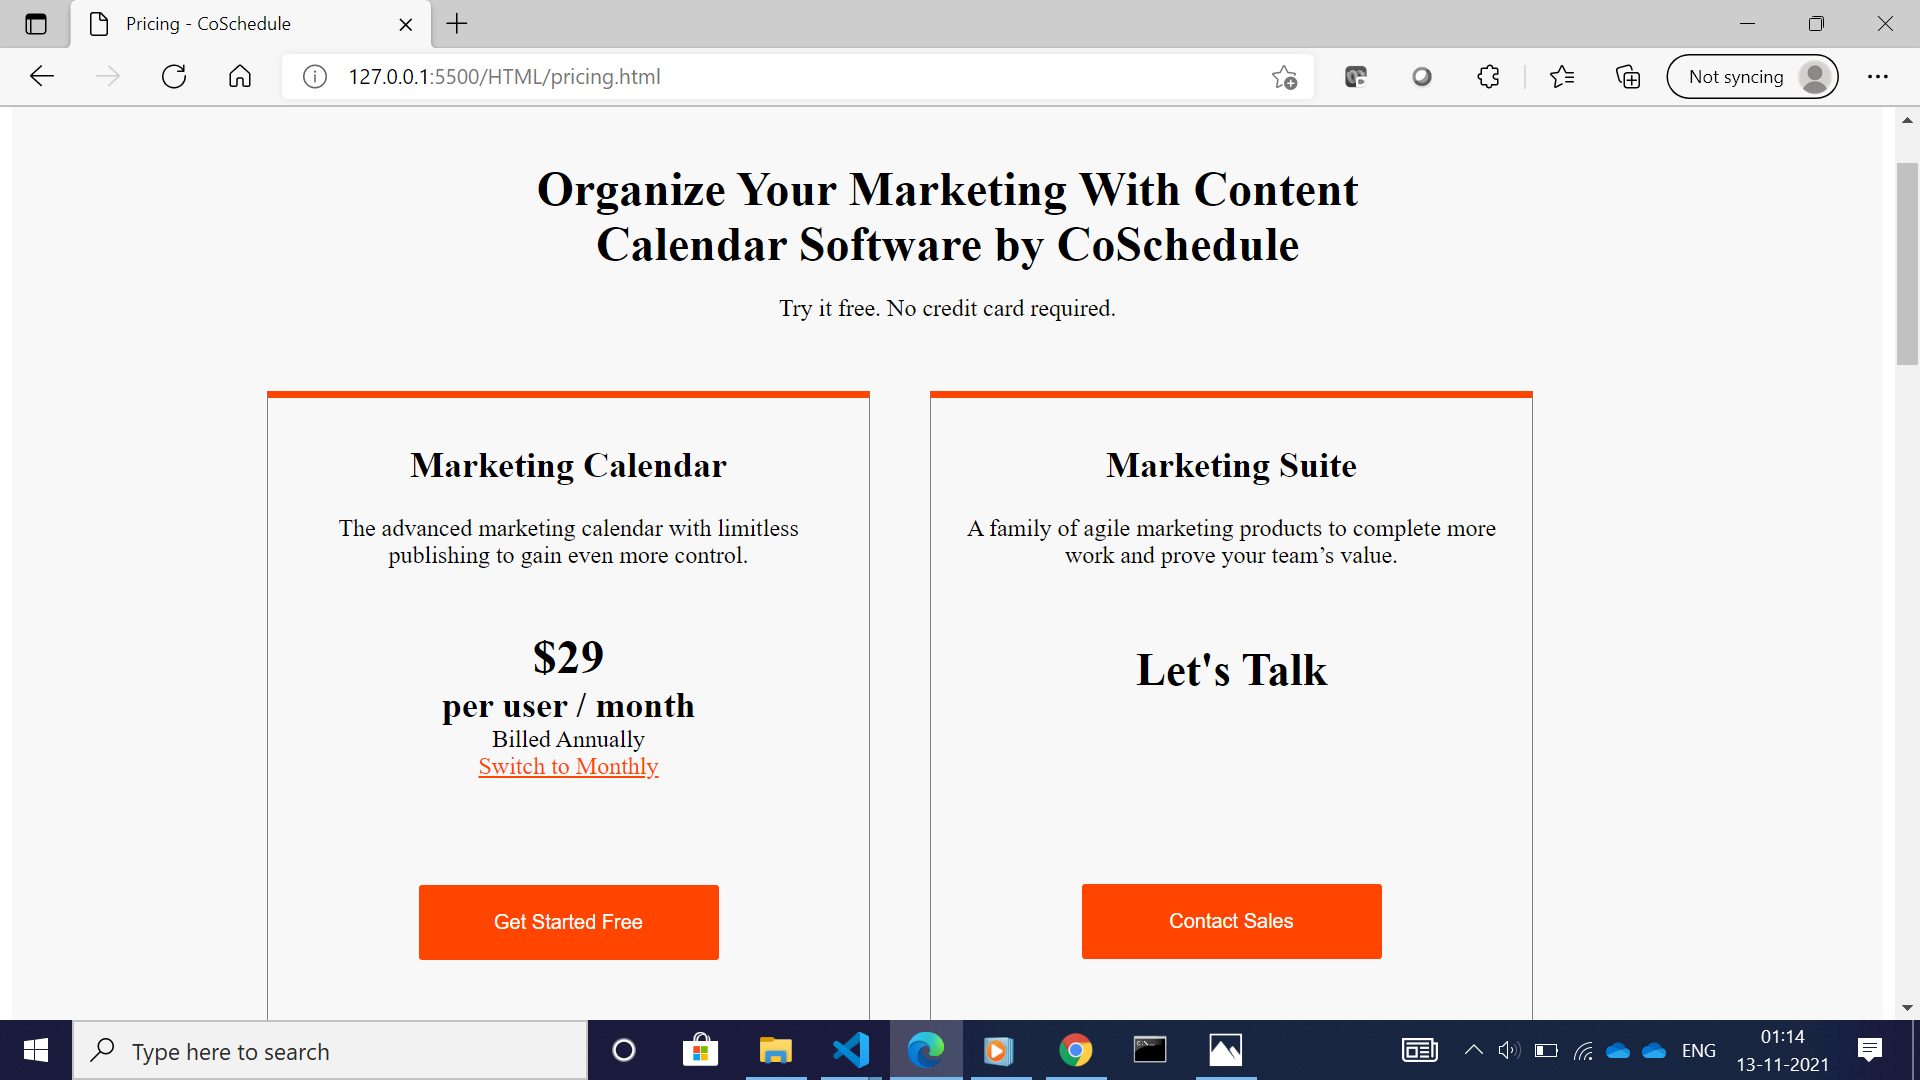 Pricing - CoSchedule
127.0.0.1:5500/HTML/pricing.html
Not syncing
Organize Your Marketing With Content
Calendar Software by CoSchedule
Try it free. No credit card required.
Marketing Calendar
The advanced marketing calendar with limitless
publishing to gain even more control.
$29
per user / month
Billed Annually
Switch to Monthly
Get Started Free
Marketing Suite
A family of agile marketing products to complete more
work and prove your team’s value.
Let's Talk
Contact Sales
Type here to search
ENG
01:14
13-11-2021